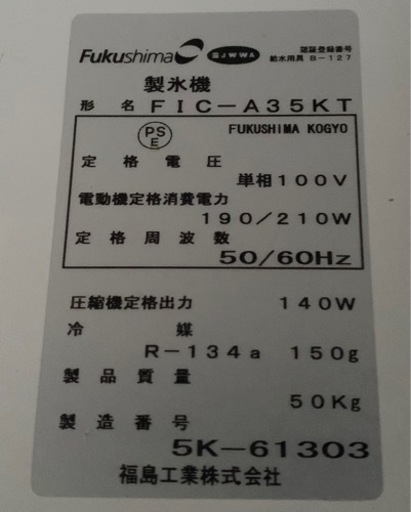 Fukushima SJWWA 認証登録番号
給水用具 B-127
製氷機
形名 FIC-A35KT
PS E FUKUSHIMA KOGYO
定格電圧
単相100V
電動機定格消費電力
190/210W
定格周波数
50/60Hz
圧縮機定格出力 140W
冷媒
R-134a 150g
製品質量
50Kg
製造番号
5K-61303
福島工業株式会社